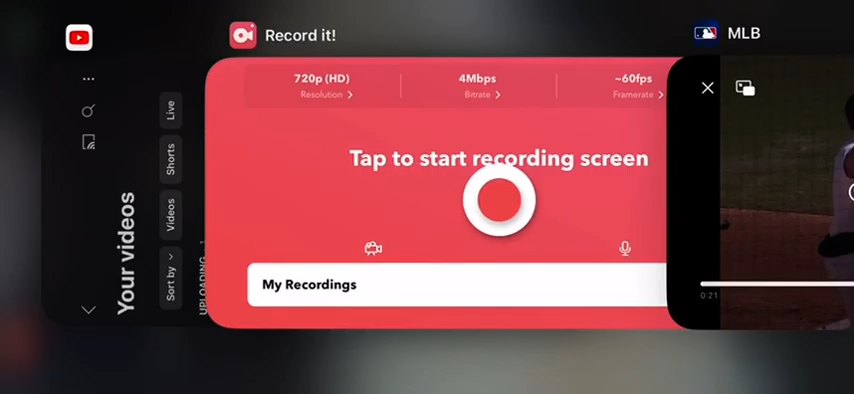 Record it!
MLB
720p (HD)
Resolution
4Mbps
Bitrate
~60fps
Framerate
Tap to start recording screen
My Recordings
Your videos
Live
Shorts
Videos
Sort by
UPLOADING
0:21